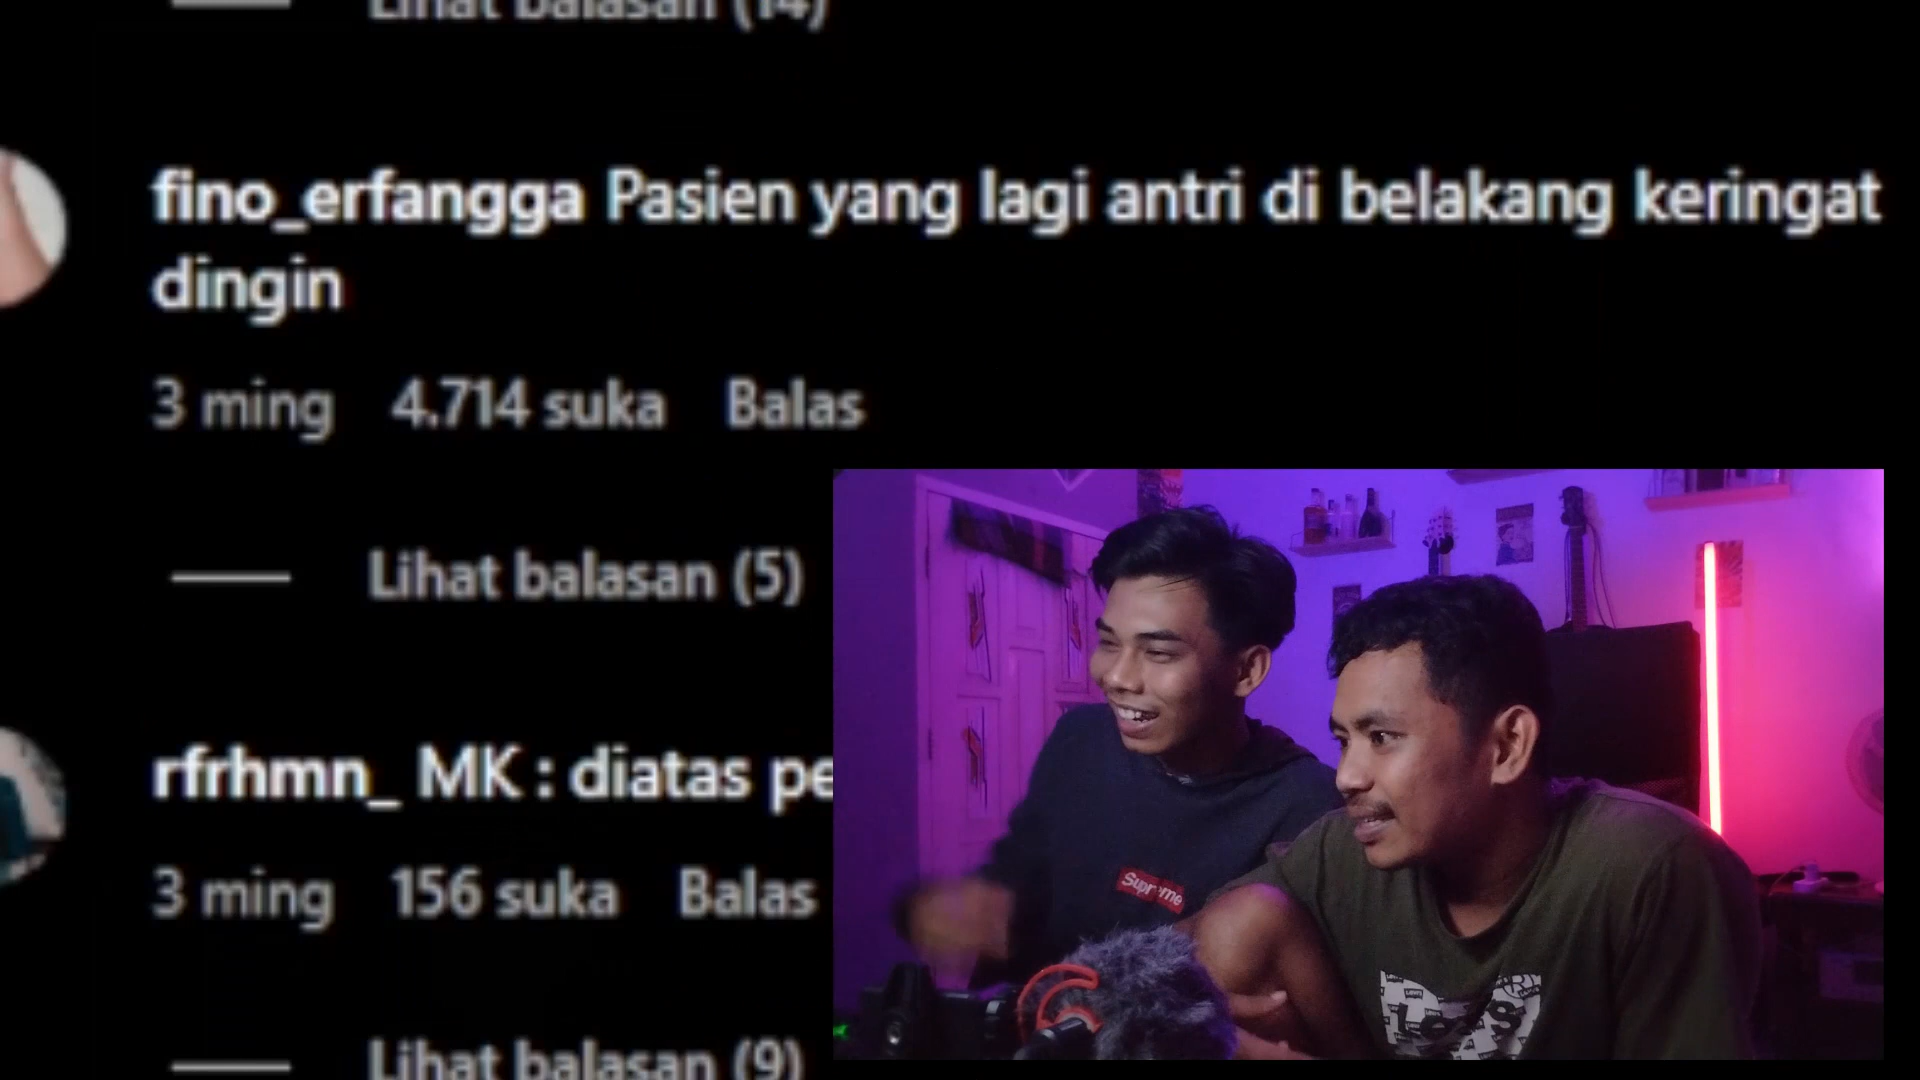 Lihat balasan (14)
fino_erfangga Pasien yang lagi antri di belakang keringat
dingin
3 ming 4.714 suka Balas
Lihat balasan (5)
rfrhmn_ MK : diatas
3 ming 156 suka Balas
Lihat balasan (9)
Supreme